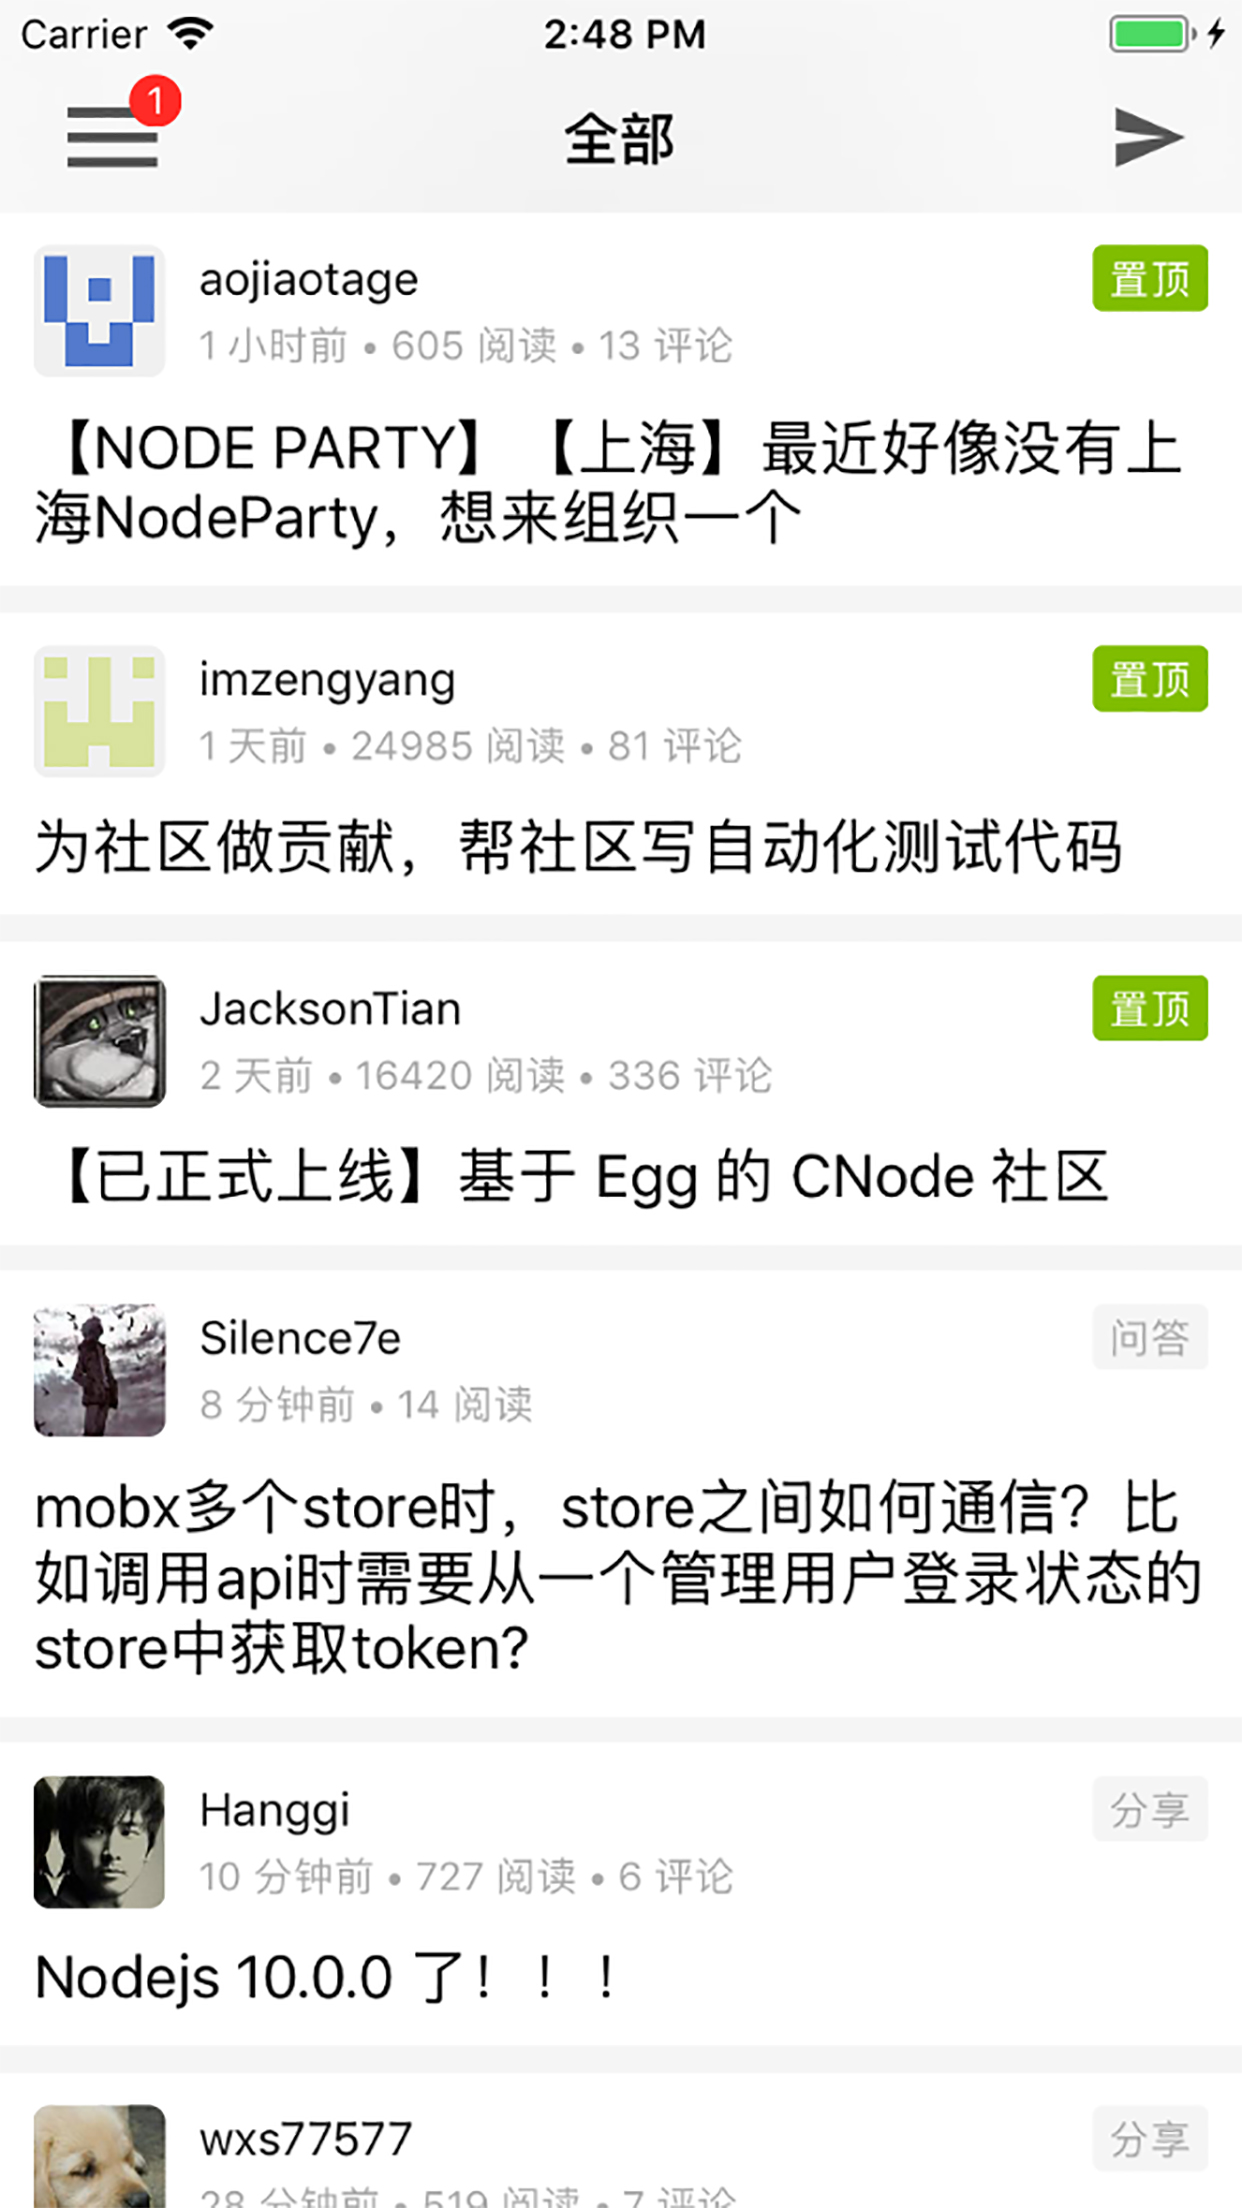 Carrier 2:48 PM
1
全部
aojiaotage 置顶
1 小时前 • 605 阅读 • 13 评论
【NODE PARTY】【上海】最近好像没有上
海NodeParty，想来组织一个
imzengyang 置顶
1 天前 • 24985 阅读 • 81 评论
为社区做贡献，帮社区写自动化测试代码
JacksonTian 置顶
2 天前 • 16420 阅读 • 336 评论
【已正式上线】基于 Egg 的 CNode 社区
Silence7e 问答
8 分钟前 • 14 阅读
mobx多个store时，store之间如何通信？比
如调用api时需要从一个管理用户登录状态的
store中获取token?
Hanggi 分享
10 分钟前 • 727 阅读 • 6 评论
Nodejs 10.0.0 了！！！
wxs77577 分享
28 分钟前 • 519 阅读 • 7 评论